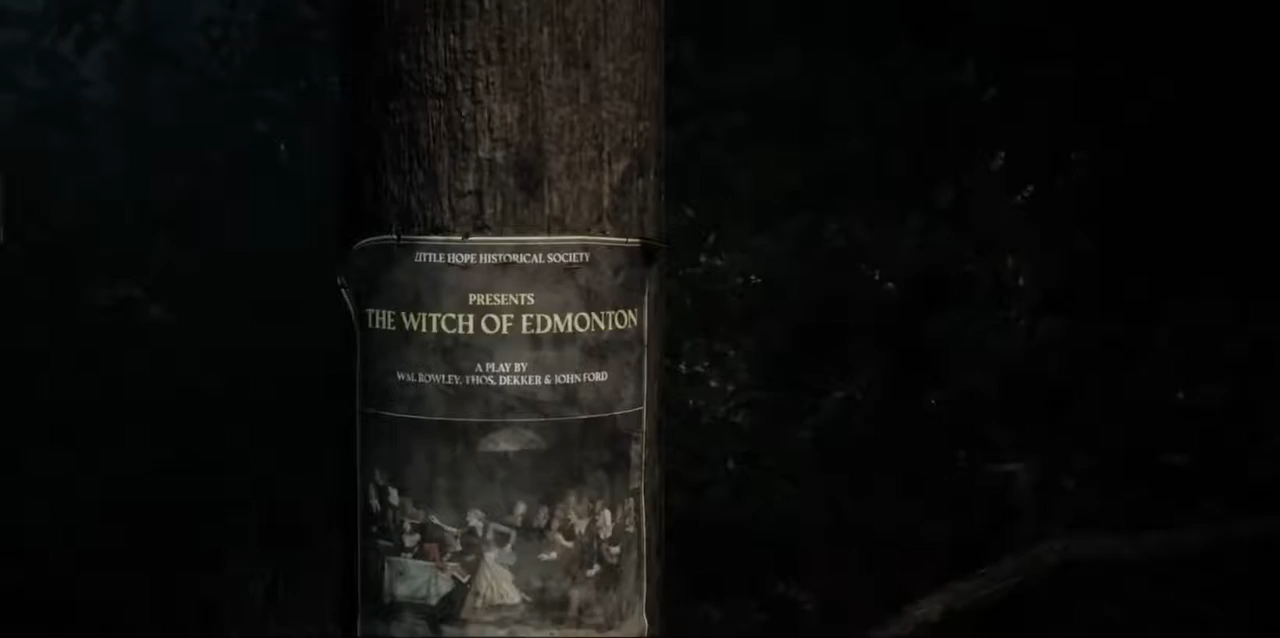 LITTLE HOPE HISTORICAL SOCIETY
PRESENTS
THE WITCH OF EDMONTON
A PLAY BY
WM. ROWLEY, THOS. DEKKER & JOHN FORD